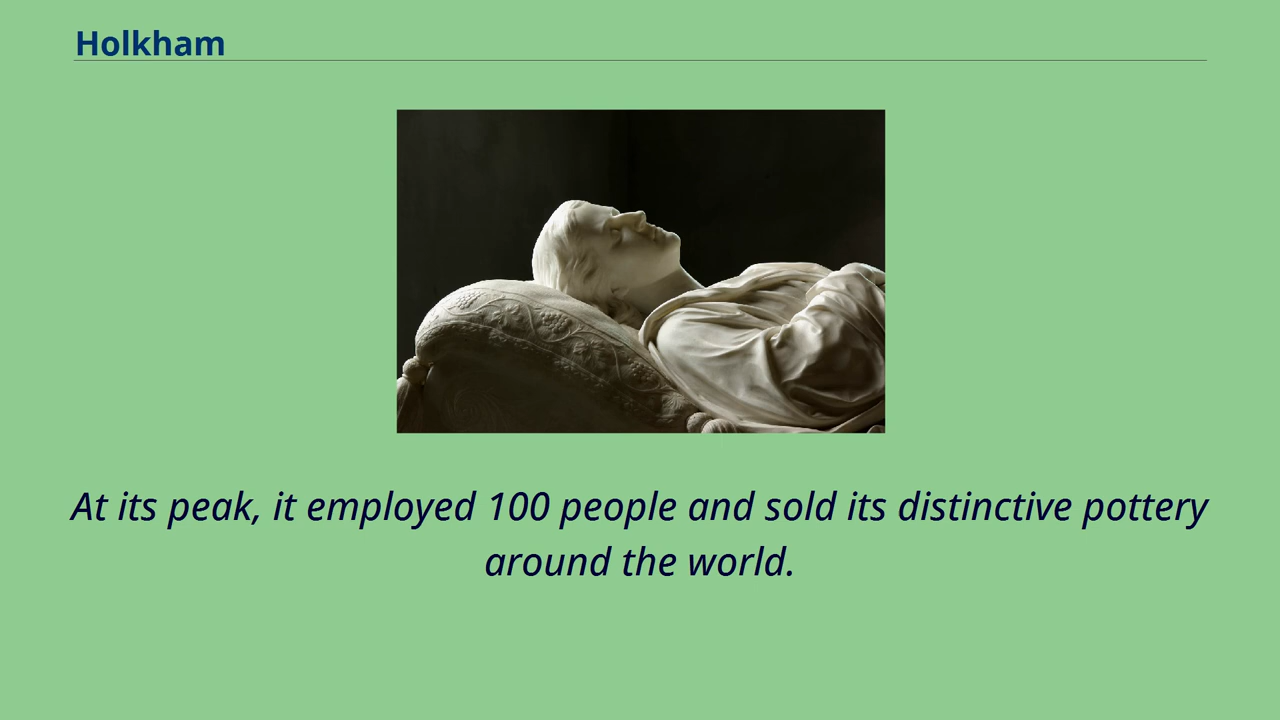 Holkham
At its peak, it employed 100 people and sold its distinctive pottery
around the world.